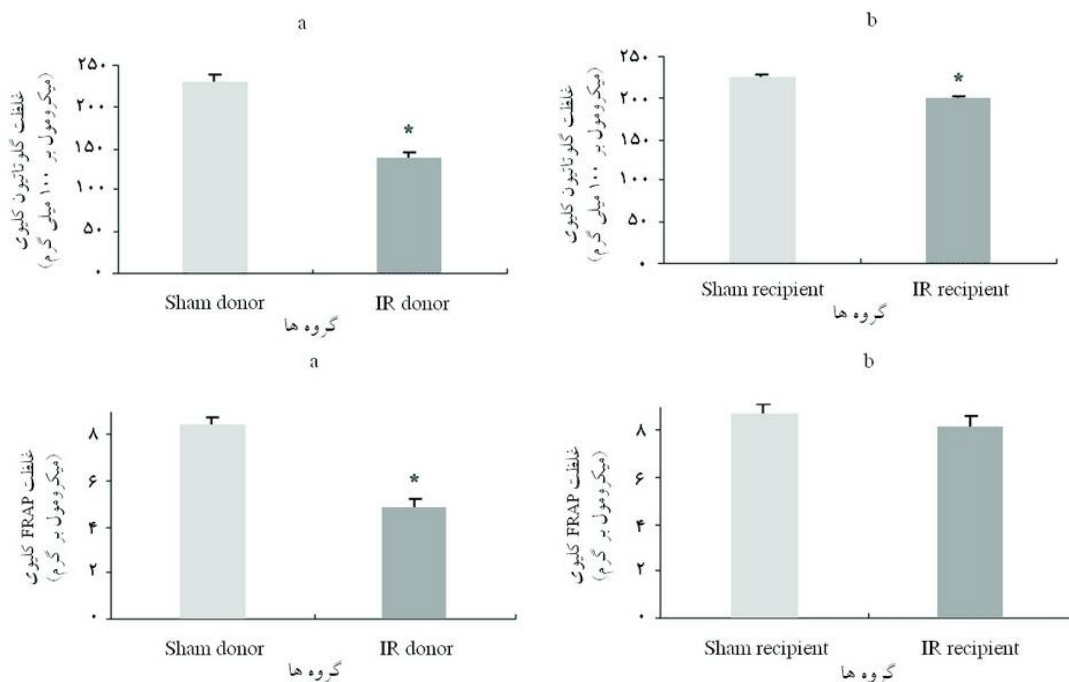 a
غلظت گلوتاتیون کلیوی
(میکرومول بر ۱۰۰ میلی گرم)
۲۵۰
۲۰۰
۱۵۰
۱۰۰
۵۰
۰
*
Sham donor IR donor
گروه ها
b
غلظت گلوتاتیون کلیوی
(میکرومول بر ۱۰۰ میلی گرم)
۲۵۰
۲۰۰
۱۵۰
۱۰۰
۵۰
۰
*
Sham recipient IR recipient
گروه ها
a
غلظت FRAP کلیوی
(میکرومول بر گرم)
۸
۶
۴
۲
۰
*
Sham donor IR donor
گروه ها
b
غلظت FRAP کلیوی
(میکرومول بر گرم)
۸
۶
۴
۲
۰
Sham recipient IR recipient
گروه ها